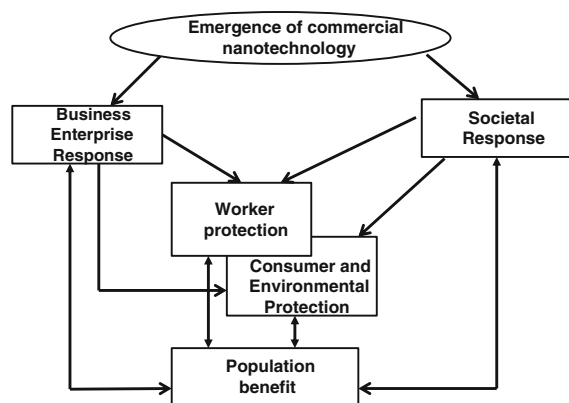 Emergence of commercial
nanotechnology
Business
Enterprise
Response
Societal
Response
Worker
protection
Consumer and
Environmental
Protection
Population
benefit